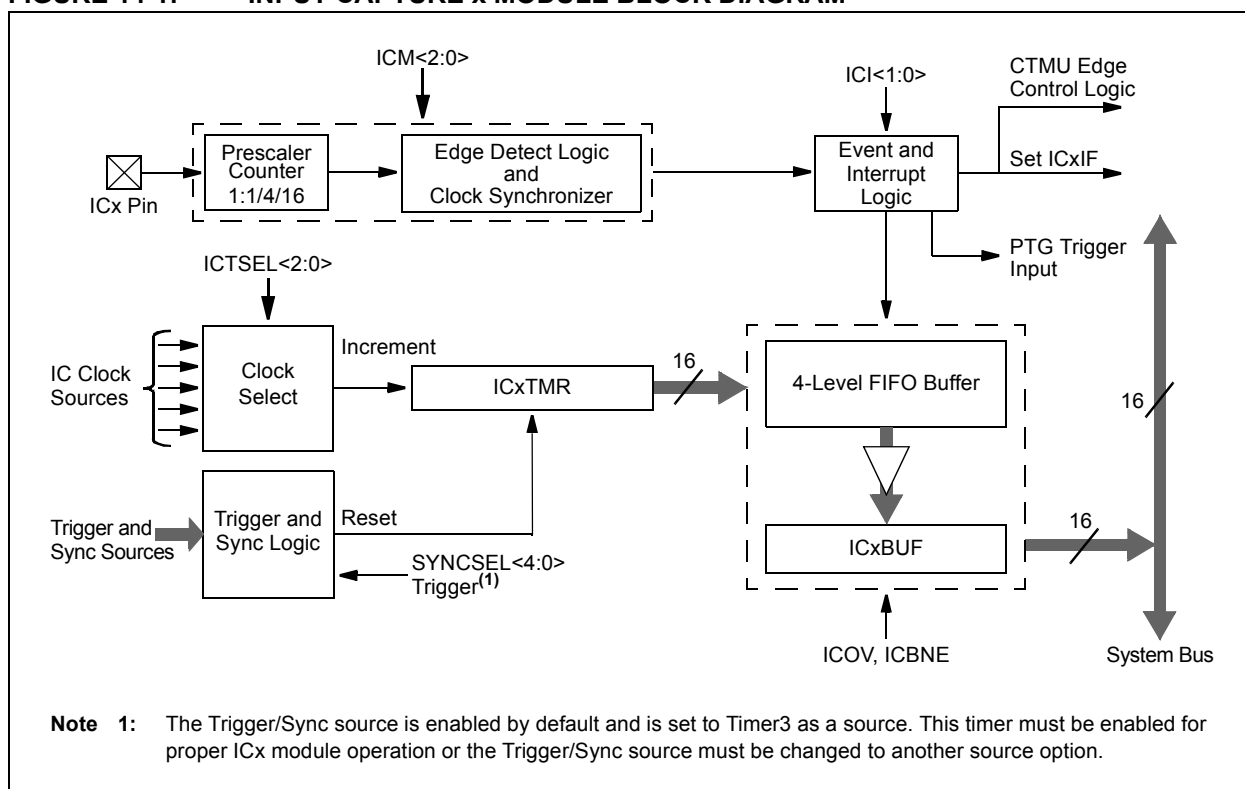 ICM<2:0>
ICI<1:0>
CTMU Edge
Control Logic
Prescaler
Counter
1:1/4/16
Edge Detect Logic
and
Clock Synchronizer
Event and
Interrupt
Logic
Set ICxIF
ICx Pin
PTG Trigger
Input
ICTSEL<2:0>
IC Clock
Sources
Clock
Select
Increment
ICxTMR
16
4-Level FIFO Buffer
16
Trigger and
Sync Sources
Trigger and
Sync Logic
Reset
SYNCSEL<4:0>
Trigger(1)
ICxBUF
16
ICOV, ICBNE
System Bus
Note 1: The Trigger/Sync source is enabled by default and is set to Timer3 as a source. This timer must be enabled for
proper ICx module operation or the Trigger/Sync source must be changed to another source option.